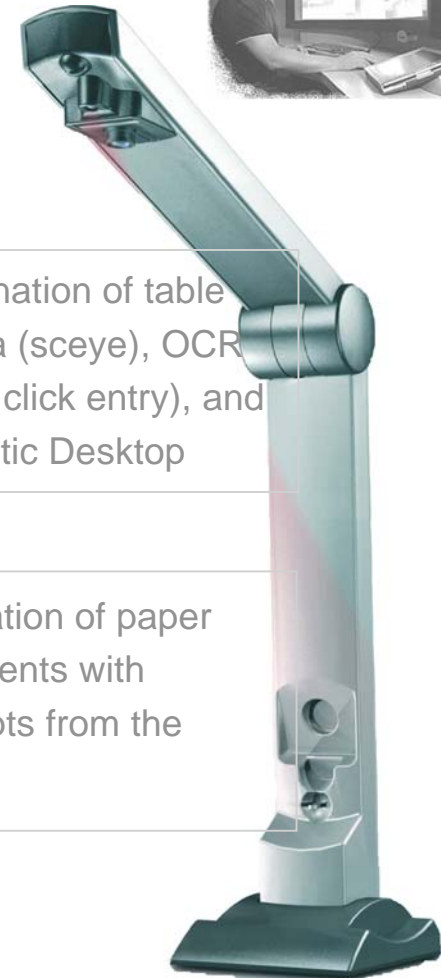 nation of table
a (sceye), OCR
click entry), and
tic Desktop
ation of paper
ents with
ots from the